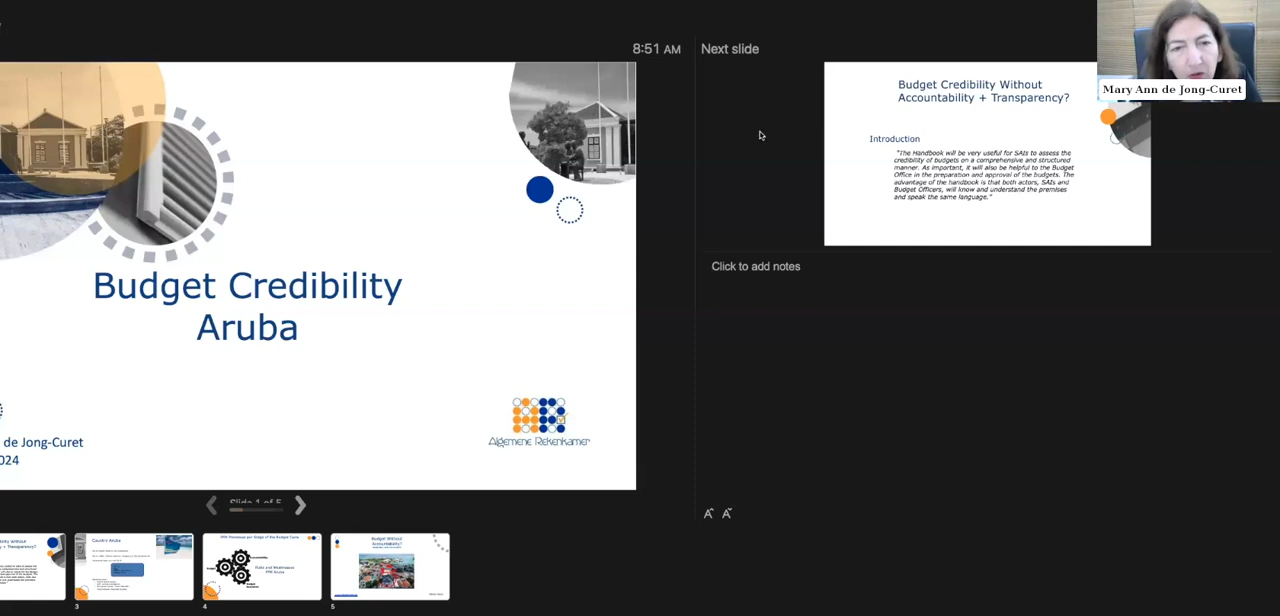 8:51 AM
Next slide
Mary Ann de Jong-Curet
Budget Credibility Without
Accountability + Transparency?
Introduction
"The Handbook will be very useful for SAIs to assess the
credibility of budgets on a comprehensive and structured
manner. As important, it will also be helpful to the Budget
Office in the preparation and approval of the budgets. The
advantage of the handbook is that both actors, SAIs and
Budget Officers, will know and understand the premises
and speak the same language."
Click to add notes
Budget Credibility
Aruba
de Jong-Curet
024
Algemene Rekenkamer
Slide 1 of 5
Country Aruba
Budget Without
Accountability?
3
4
5